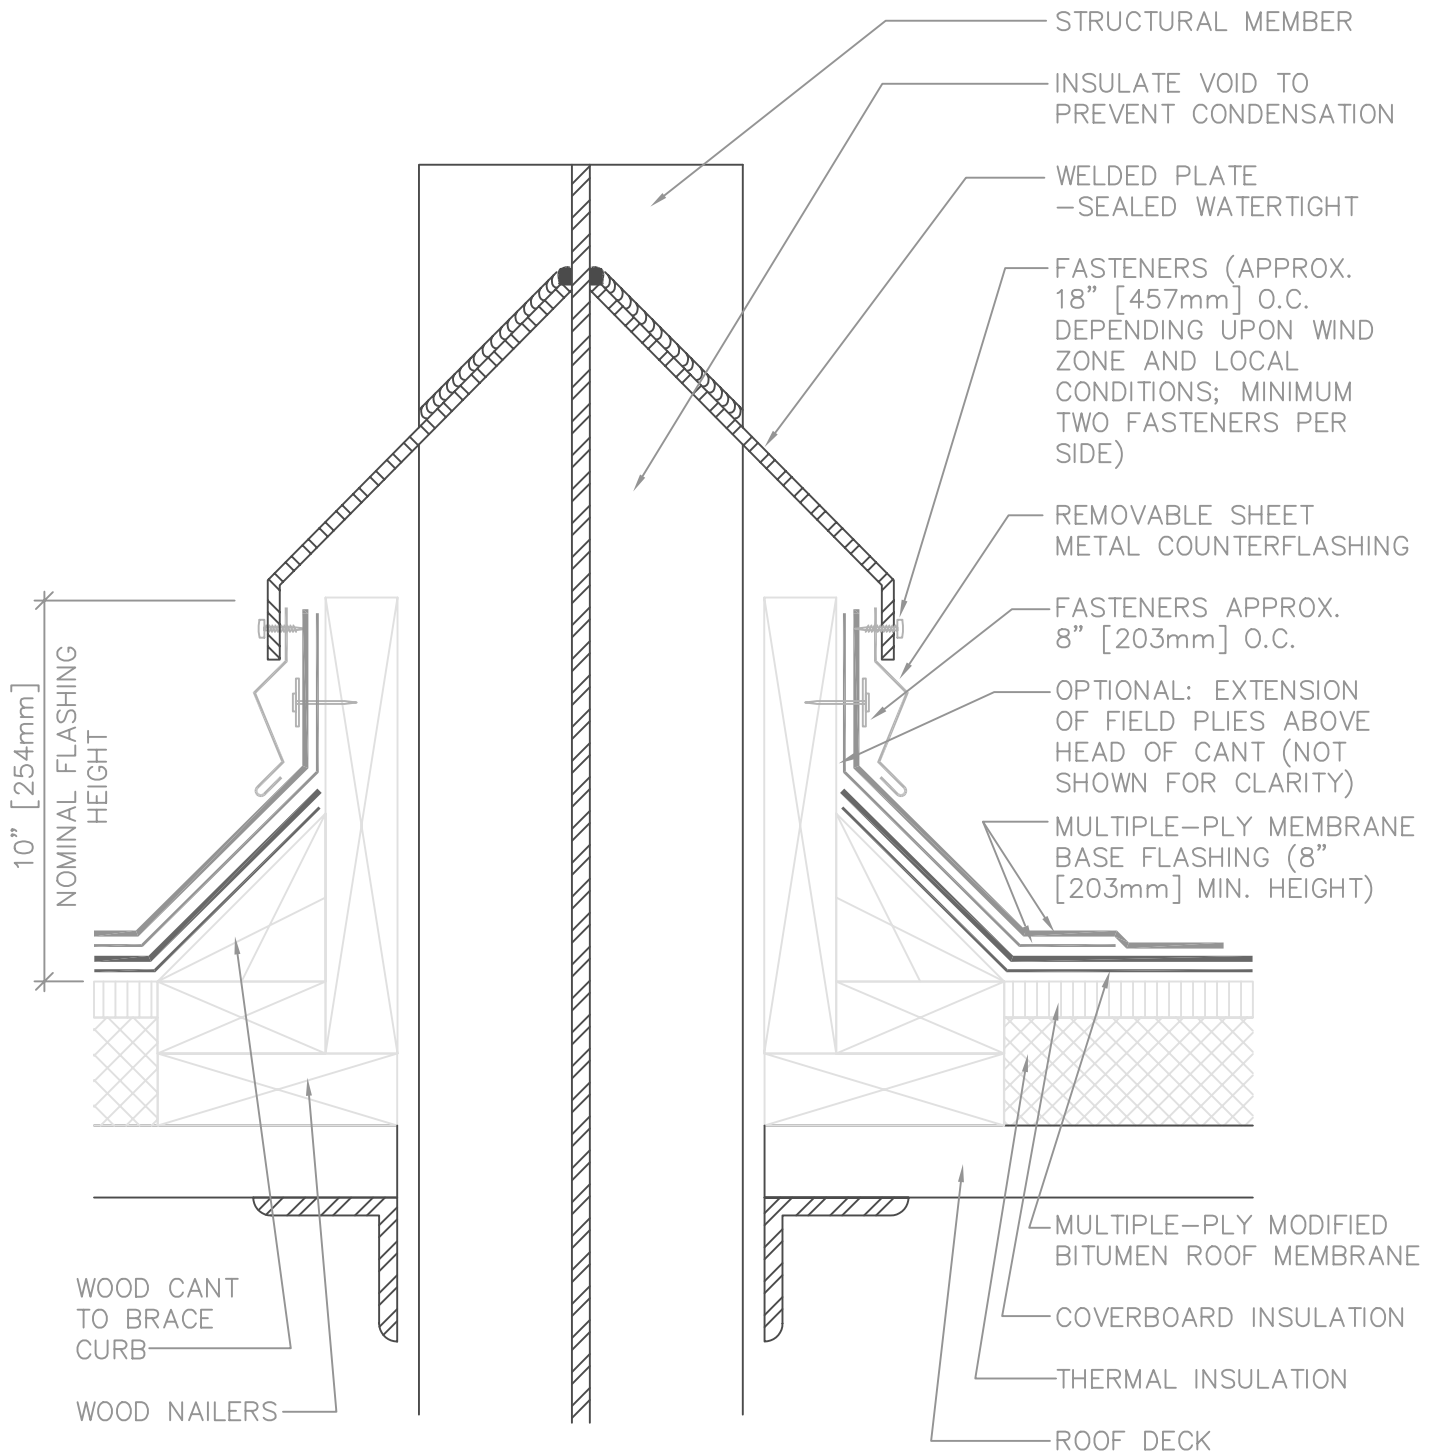 STRUCTURAL MEMBER
INSULATE VOID TO
PREVENT CONDENSATION
WELDED PLATE
-SEALED WATERTIGHT
FASTENERS (APPROX.
18" [457mm] O.C.
DEPENDING UPON WIND
ZONE AND LOCAL
CONDITIONS; MINIMUM
TWO FASTENERS PER
SIDE)
REMOVABLE SHEET
METAL COUNTERFLASHING
FASTENERS APPROX.
8" [203mm] O.C.
OPTIONAL: EXTENSION
OF FIELD PLIES ABOVE
HEAD OF CANT (NOT
SHOWN FOR CLARITY)
MULTIPLE-PLY MEMBRANE
BASE FLASHING (8"
[203mm] MIN. HEIGHT)
10" [254mm]
NOMINAL FLASHING
HEIGHT
MULTIPLE-PLY MODIFIED
BITUMEN ROOF MEMBRANE
COVERBOARD INSULATION
THERMAL INSULATION
ROOF DECK
WOOD CANT
TO BRACE
CURB
WOOD NAILERS